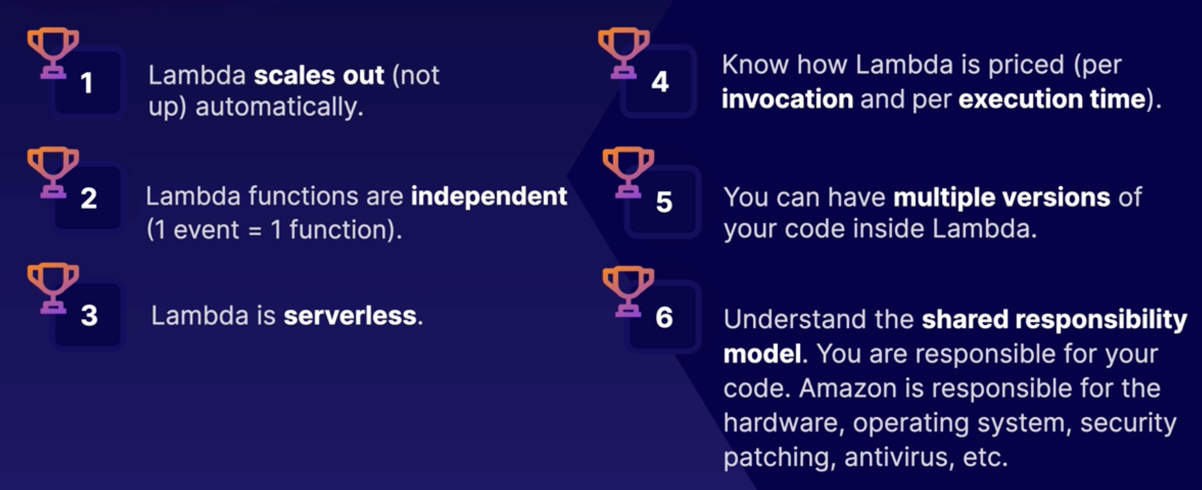 1
Lambda scales out (not
up) automatically.
2
Lambda functions are independent
(1 event = 1 function).
3
Lambda is serverless.
4
Know how Lambda is priced (per
invocation and per execution time).
5
You can have multiple versions of
your code inside Lambda.
6
Understand the shared responsibility
model. You are responsible for your
code. Amazon is responsible for the
hardware, operating system, security
patching, antivirus, etc.